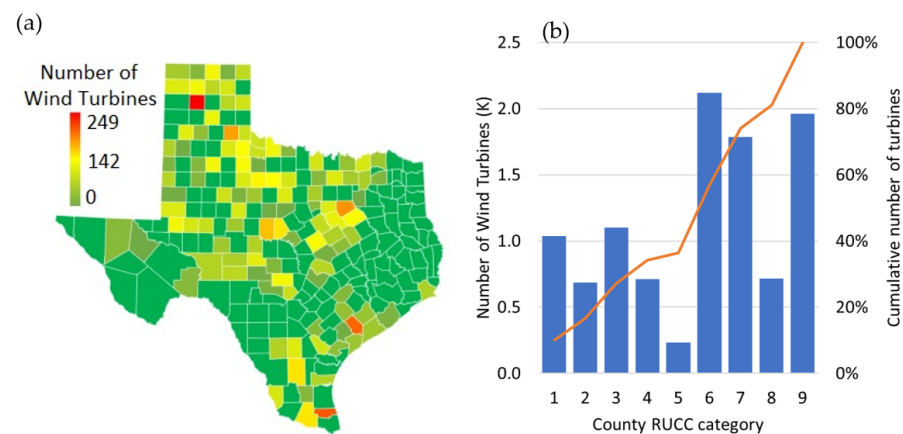 (a)
Number of
Wind Turbines
249
142
0
(b)
Number of Wind Turbines (K)
2.5
2.0
1.5
1.0
0.5
0.0
100%
80%
60%
40%
20%
0%
Cumulative number of turbines
1 2 3 4 5 6 7 8 9
County RUCC category